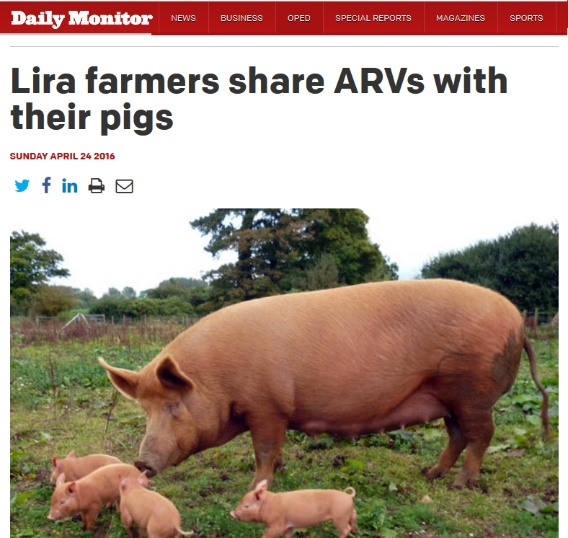 Daily Monitor NEWS BUSINESS OPED SPECIAL REPORTS MAGAZINES SPORTS
Lira farmers share ARVs with
their pigs
SUNDAY APRIL 24 2016